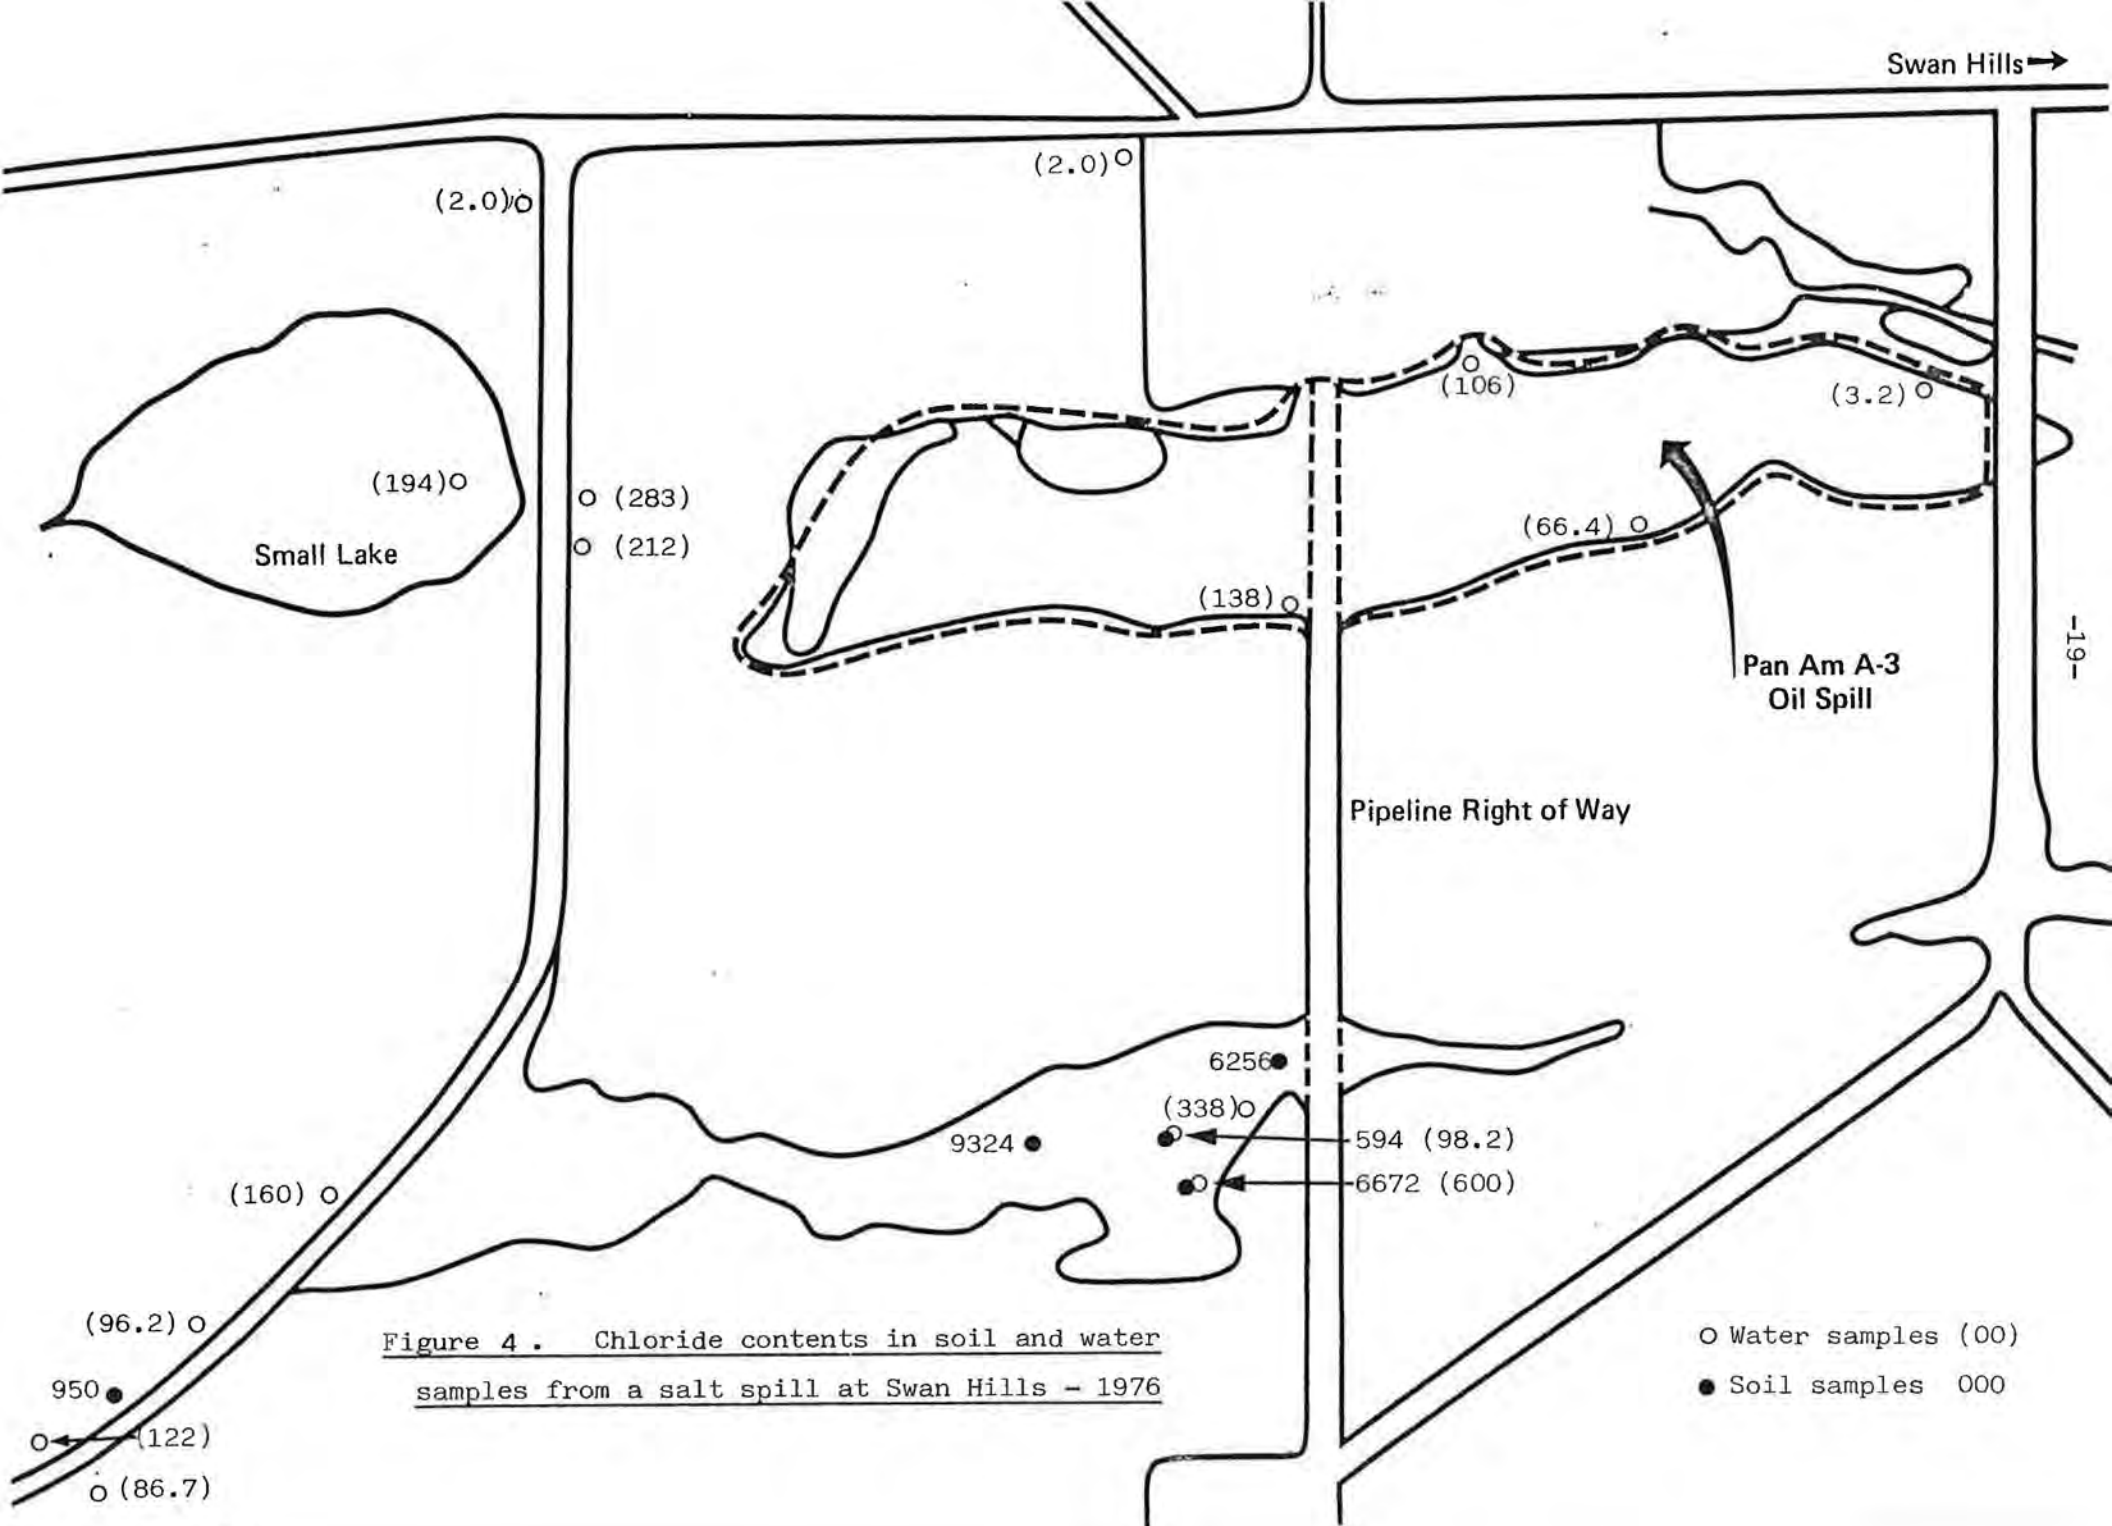 Swan Hills
(2.0)
(2.0)
(106)
(3.2)
(194)
(283)
(66.4)
Small Lake
(212)
(138)
-19-
Pan Am A-3
Oil Spill
Pipeline Right of Way
6256
(338)
9324
594 (98.2)
6672 (600)
(160)
(96.2)
Figure 4. Chloride contents in soil and water
samples from a salt spill at Swan Hills - 1976
Water samples (00)
Soil samples 000
950
(122)
(86.7)